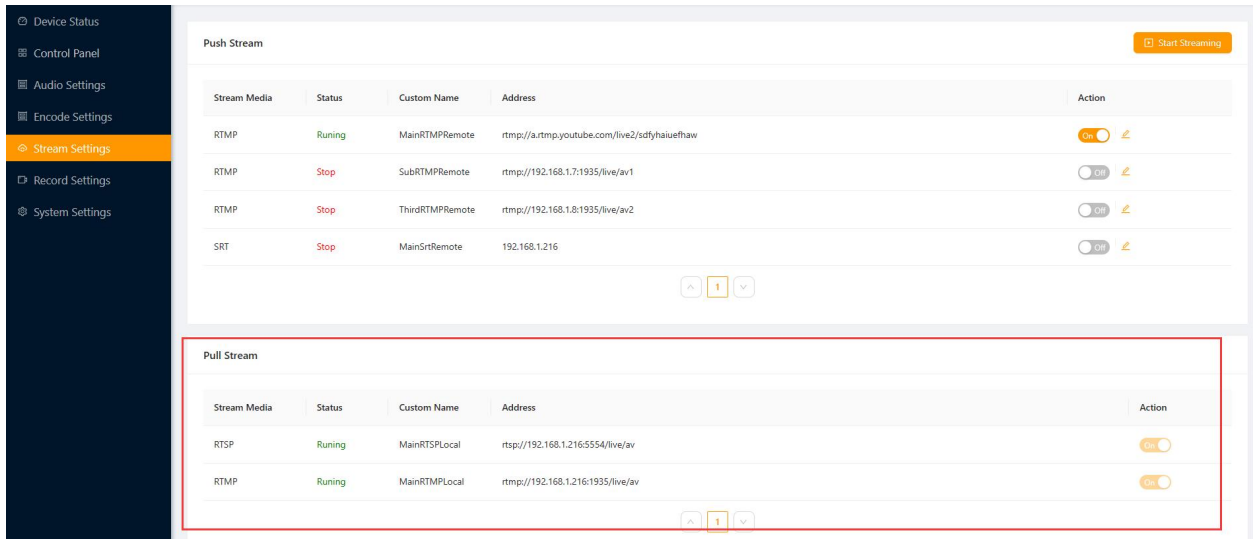 Device Status
Control Panel
Audio Settings
Encode Settings
Stream Settings
Record Settings
System Settings
Push Stream
Start Streaming
Stream Media Status Custom Name Address Action
RTMP Runing MainRTMPRemote rtmp://a.rtmp.youtube.com/live2/sdfyhaiuefhaw On
RTMP Stop SubRTMPRemote rtmp://192.168.1.7:1935/live/av1 Off
RTMP Stop ThirdRTMPRemote rtmp://192.168.1.8:1935/live/av2 Off
SRT Stop MainSrtRemote 192.168.1.216 Off
1
Pull Stream
Stream Media Status Custom Name Address Action
RTSP Runing MainRTSPLocal rtsp://192.168.1.216:5554/live/av On
RTMP Runing MainRTMPLocal rtmp://192.168.1.216:1935/live/av On
1